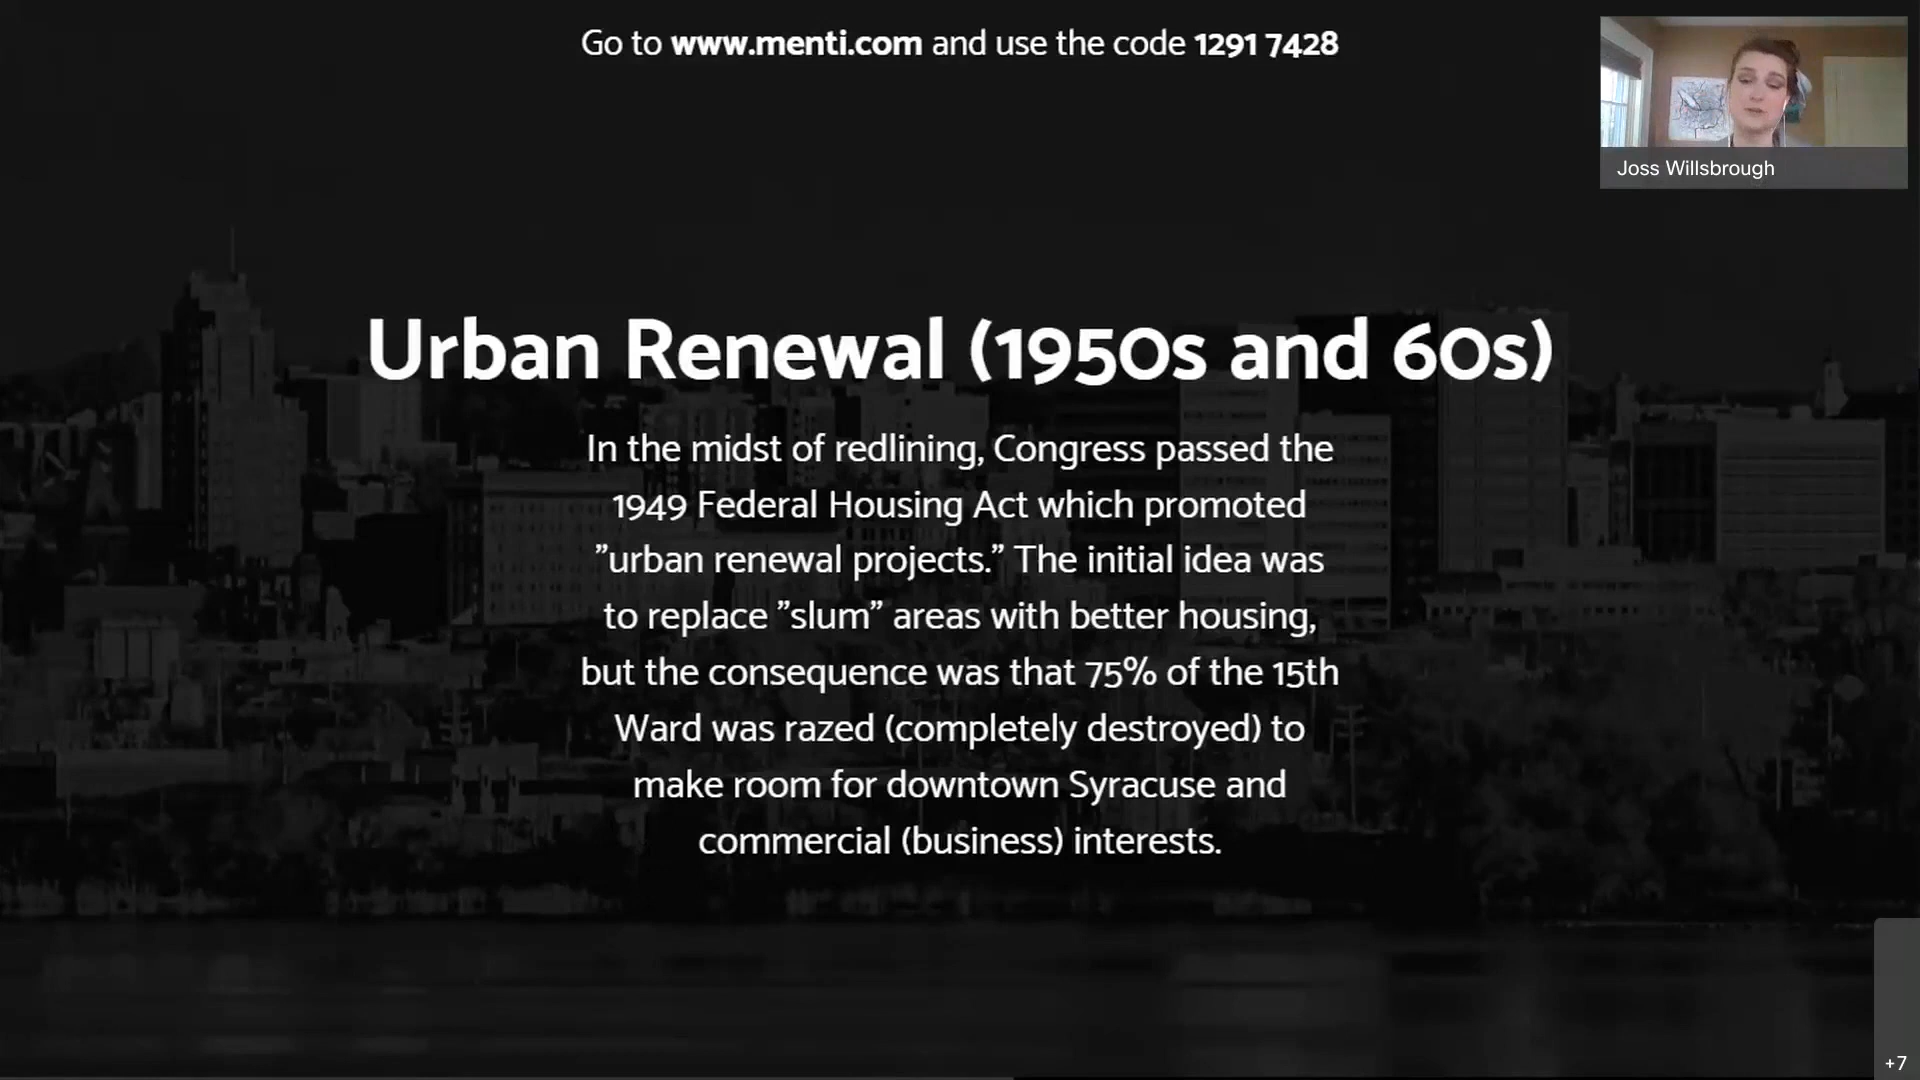 Go to www.menti.com and use the code 1291 7428
Joss Willsbrough
Urban Renewal (1950s and 60s)
In the midst of redlining, Congress passed the
1949 Federal Housing Act which promoted
”urban renewal projects.” The initial idea was
to replace ”slum” areas with better housing,
but the consequence was that 75% of the 15th
Ward was razed (completely destroyed) to
make room for downtown Syracuse and
commercial (business) interests.
+7